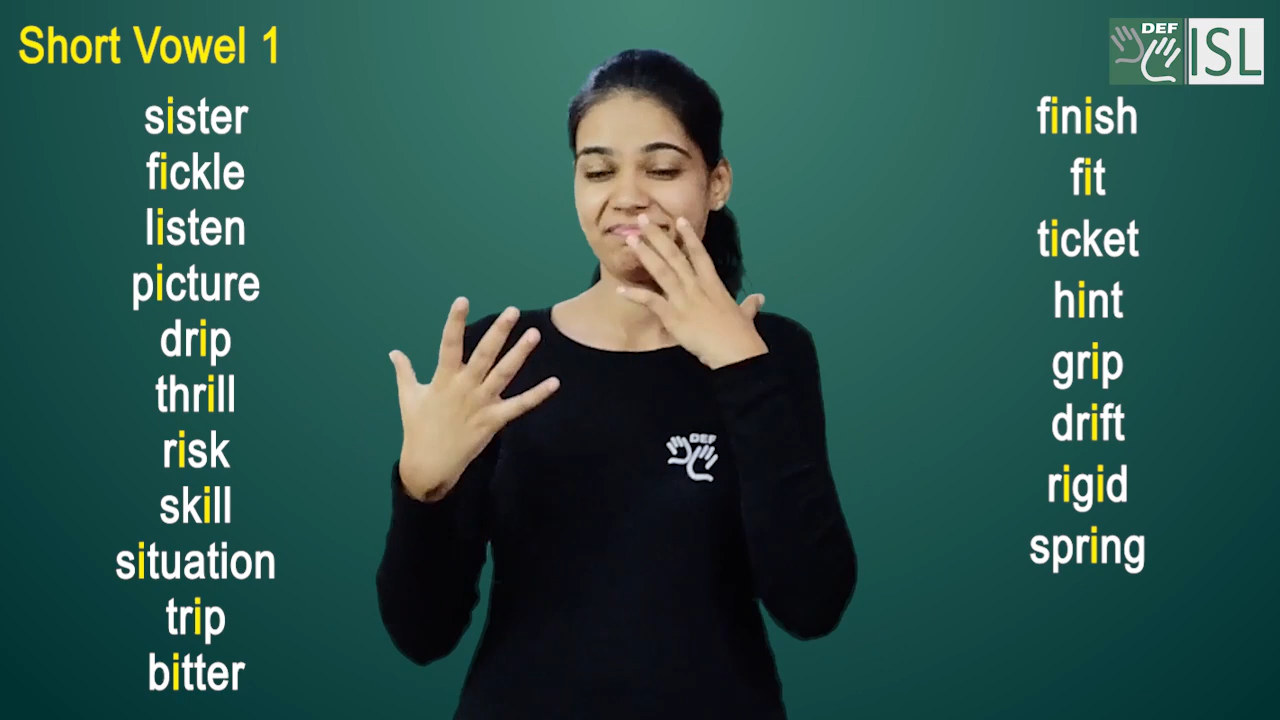 Short Vowel 1
sister
fickle
listen
picture
drip
thrill
risk
skill
situation
trip
bitter
DEF
ISL
finish
fit
ticket
hint
grip
drift
rigid
spring
DEF